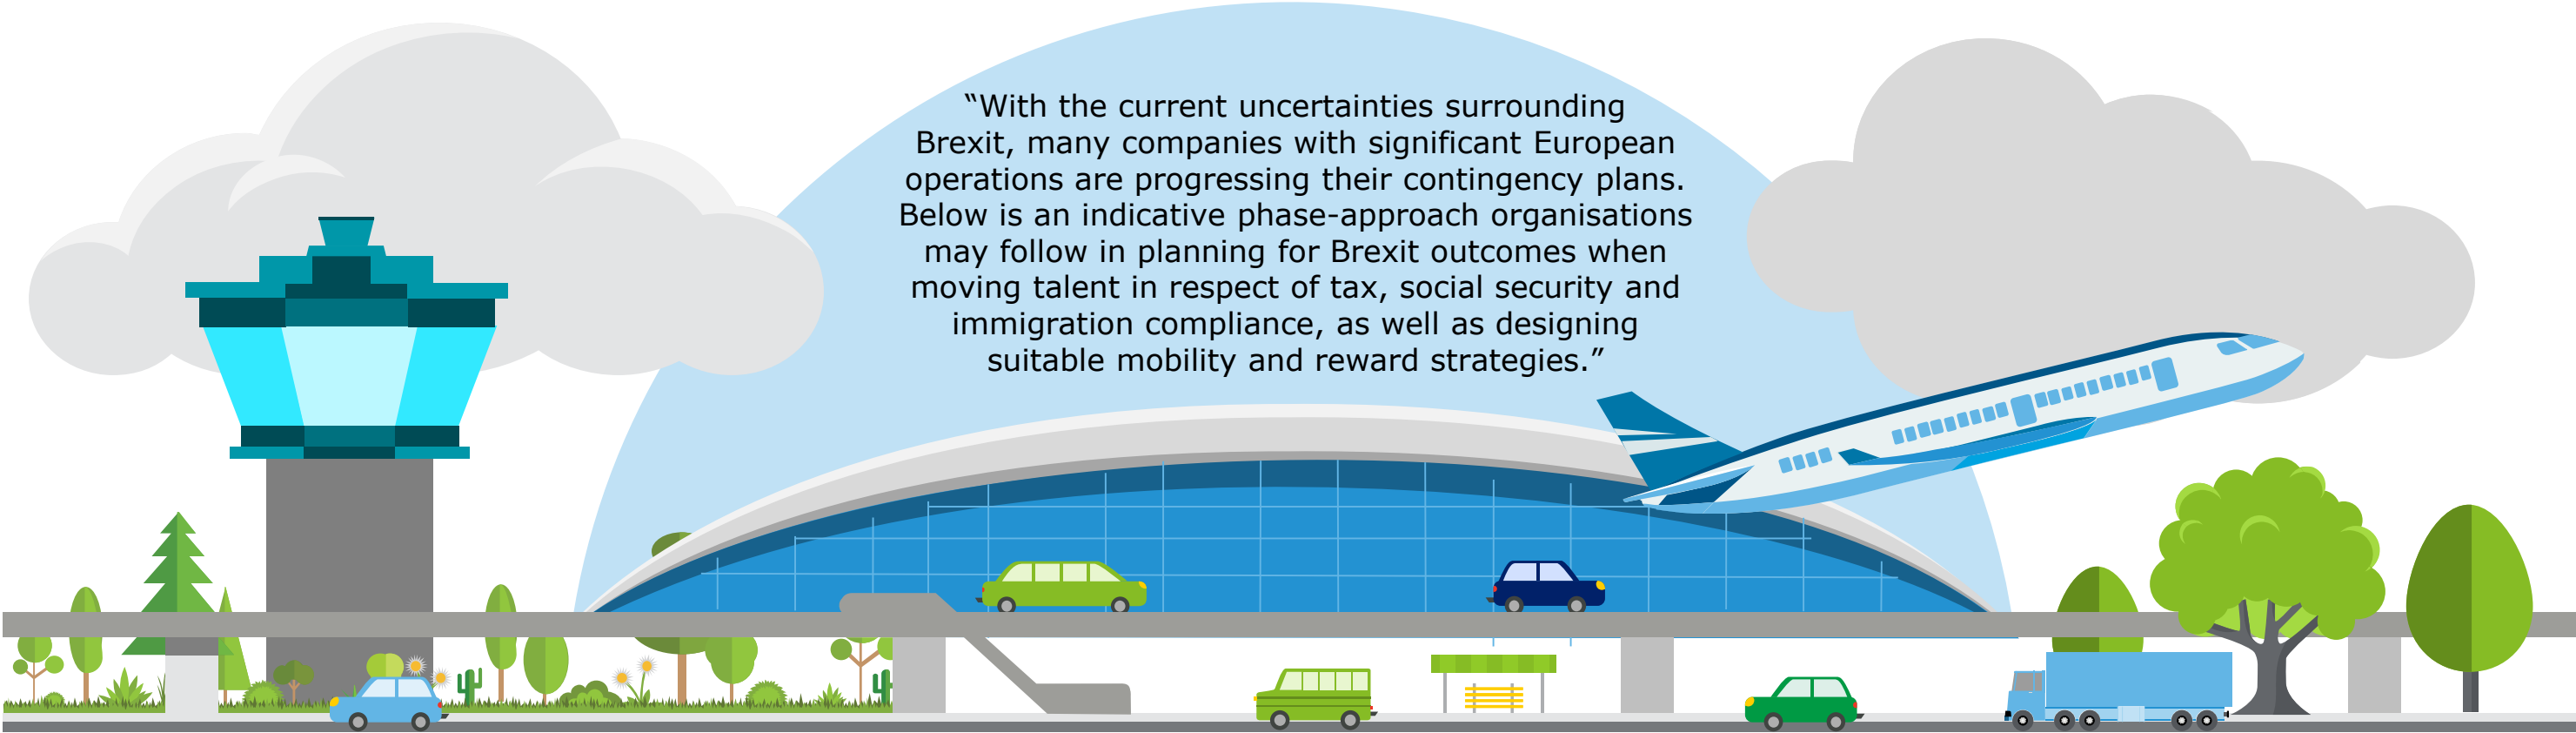 “With the current uncertainties surrounding
Brexit, many companies with significant European
operations are progressing their contingency plans.
Below is an indicative phase-approach organisations
may follow in planning for Brexit outcomes when
moving talent in respect of tax, social security and
immigration compliance, as well as designing
suitable mobility and reward strategies.”